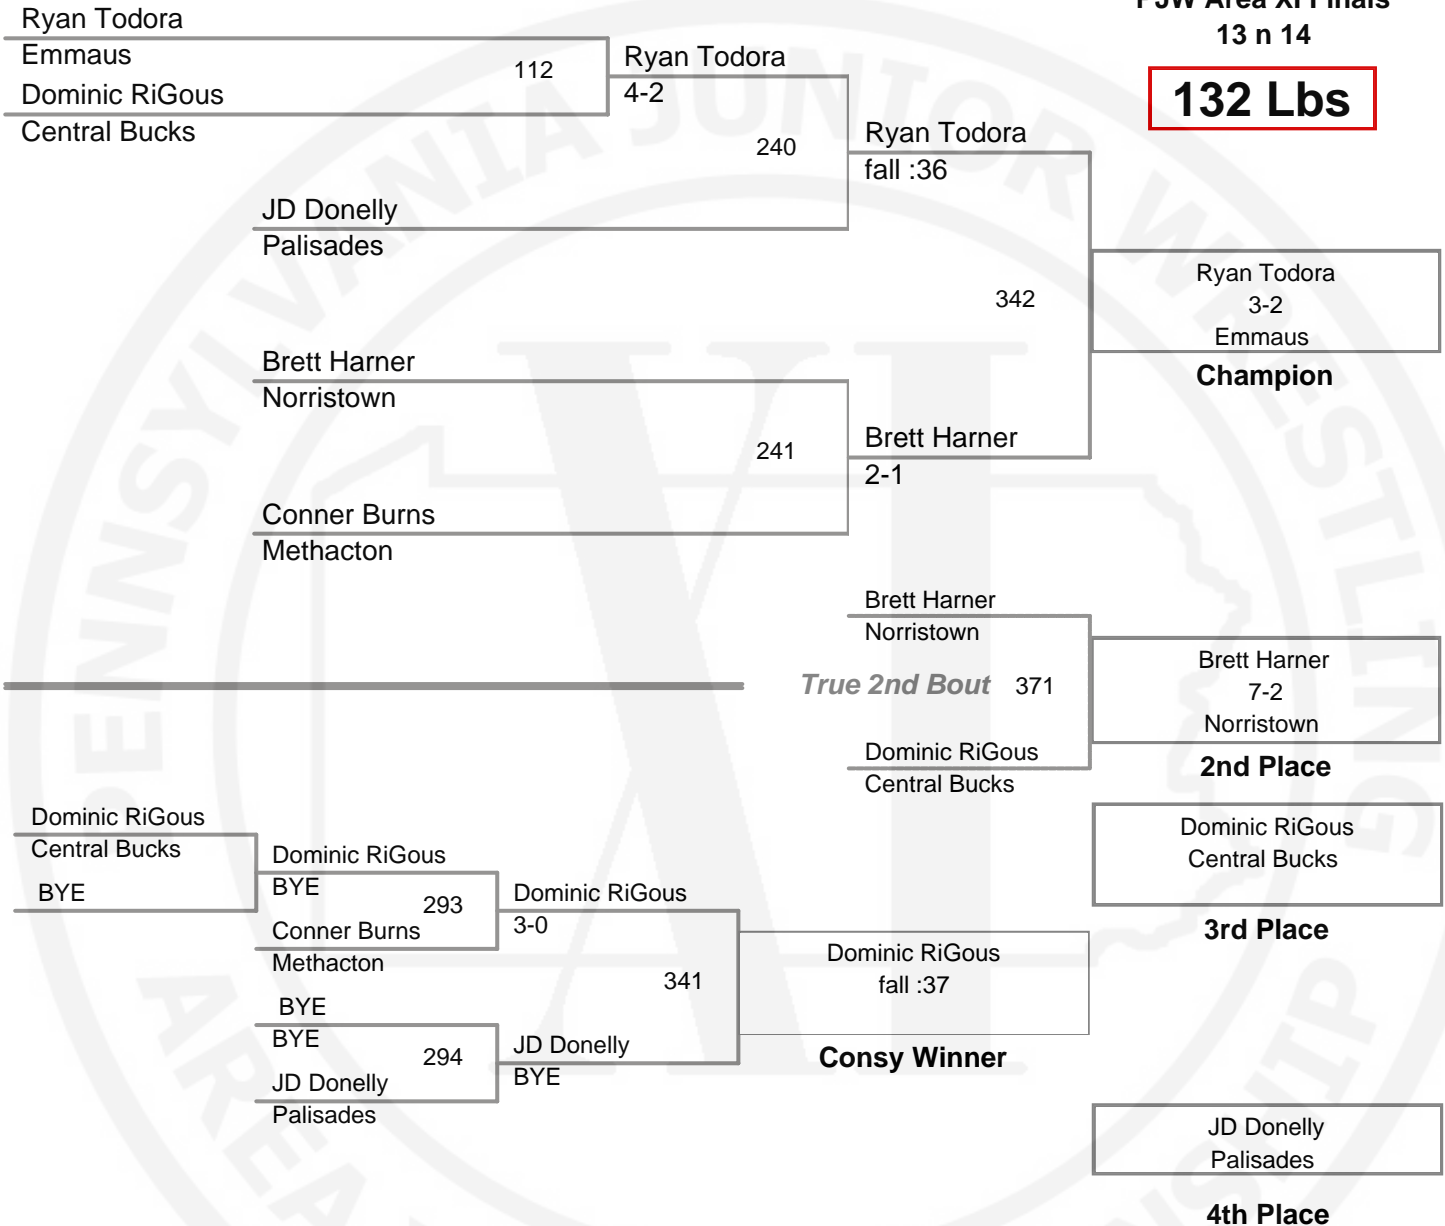 PJW Area XI Finals
13 n 14
132 Lbs
Ryan Todora
Emmaus
112
Dominic RiGous
Central Bucks
Ryan Todora
4-2
240
JD Donelly
Palisades
Ryan Todora
fall :36
342
Brett Harner
Norristown
241
Conner Burns
Methacton
Brett Harner
2-1
Ryan Todora
3-2
Emmaus
Champion
Brett Harner
Norristown
True 2nd Bout 371
Dominic RiGous
Central Bucks
Brett Harner
7-2
Norristown
2nd Place
Dominic RiGous
Central Bucks
3rd Place
Dominic RiGous
Central Bucks
BYE
Dominic RiGous
BYE
293
Conner Burns
Methacton
BYE
BYE
294
JD Donelly
Palisades
Dominic RiGous
3-0
341
JD Donelly
BYE
Dominic RiGous
fall :37
Consy Winner
JD Donelly
Palisades
4th Place
PENNSYLVANIA JUNIOR WRESTLING
XI